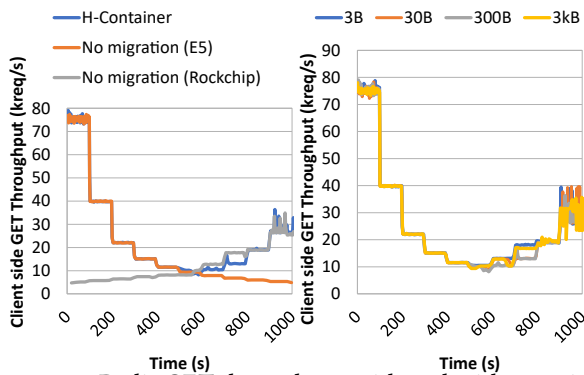 H-Container
No migration (E5)
No migration (Rockchip)
Client side GET Throughput (kreq/s)
80
70
60
50
40
30
20
10
0
0
200
400
600
800
1000
Time (s)
3B
30B
300B
3kB
Client side GET Throughput (kreq/s)
90
80
70
60
50
40
30
20
10
0
0
200
400
600
800
1000
Time (s)